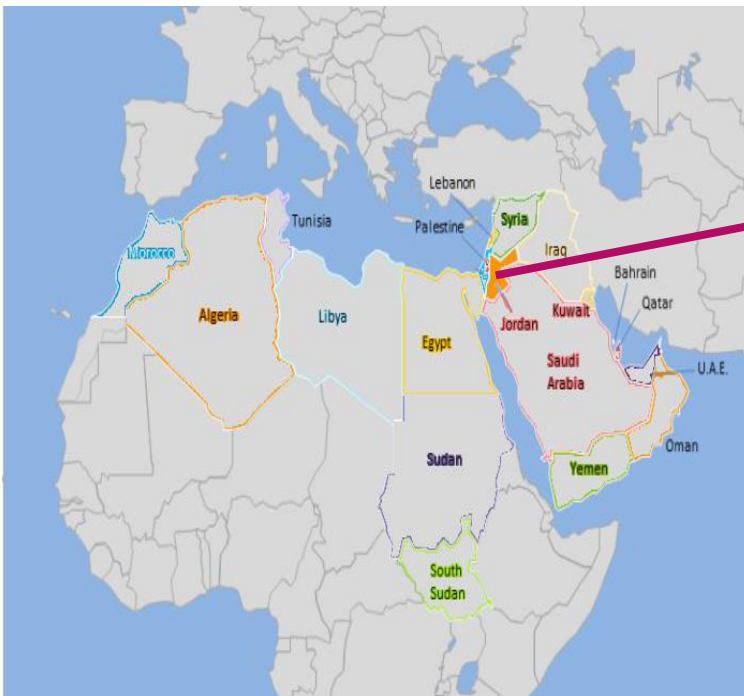 Lebanon
Syria
Tunisia
Palestine
Morocco
Iraq
Bahrain
Algeria
Libya
Kuwait
Qatar
Jordan
Egypt
Saudi
Arabia
U.A.E.
Oman
Sudan
Yemen
South
Sudan